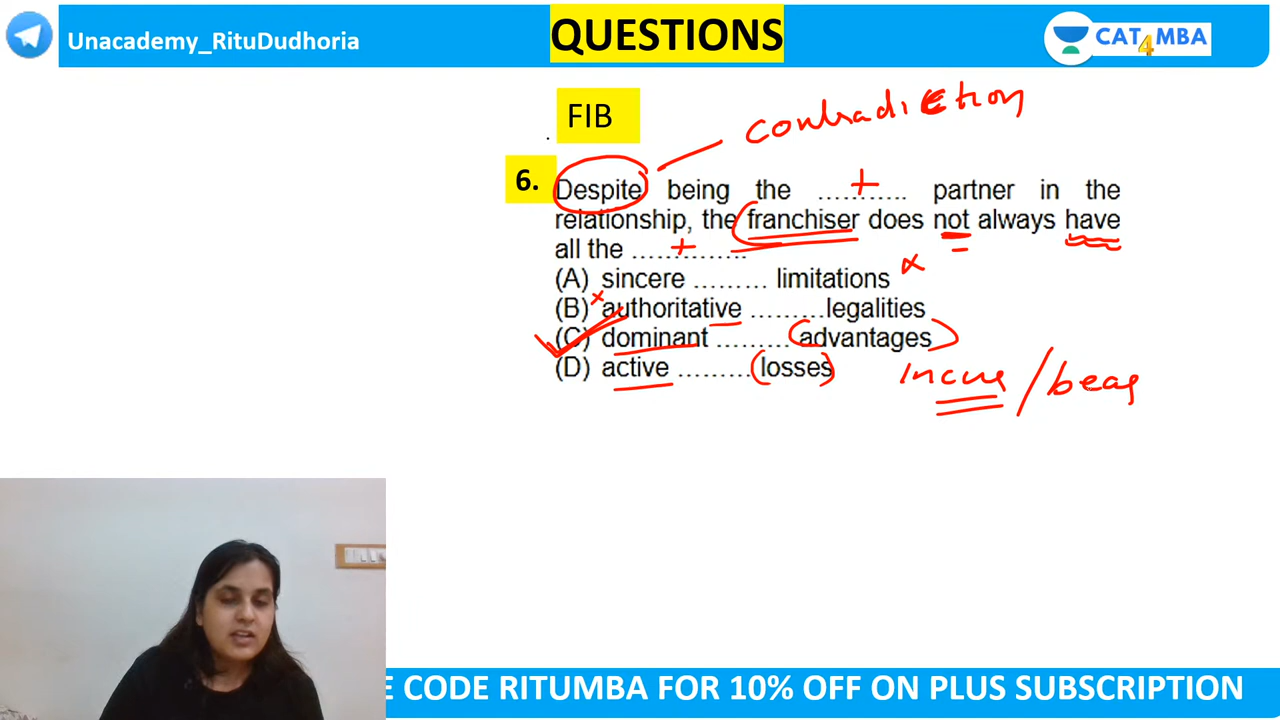 Unacademy_RituDudhoria
QUESTIONS
CAT4MBA
FIB
contradiction
6.
Despite being the ........... partner in the
relationship, the franchiser does not always have
all the ..............
(A) sincere ......... limitations
(B) authoritative .........legalities
(C) dominant ......... advantages
(D) active ......... losses
incur / bear
E CODE RITUMBA FOR 10% OFF ON PLUS SUBSCRIPTION